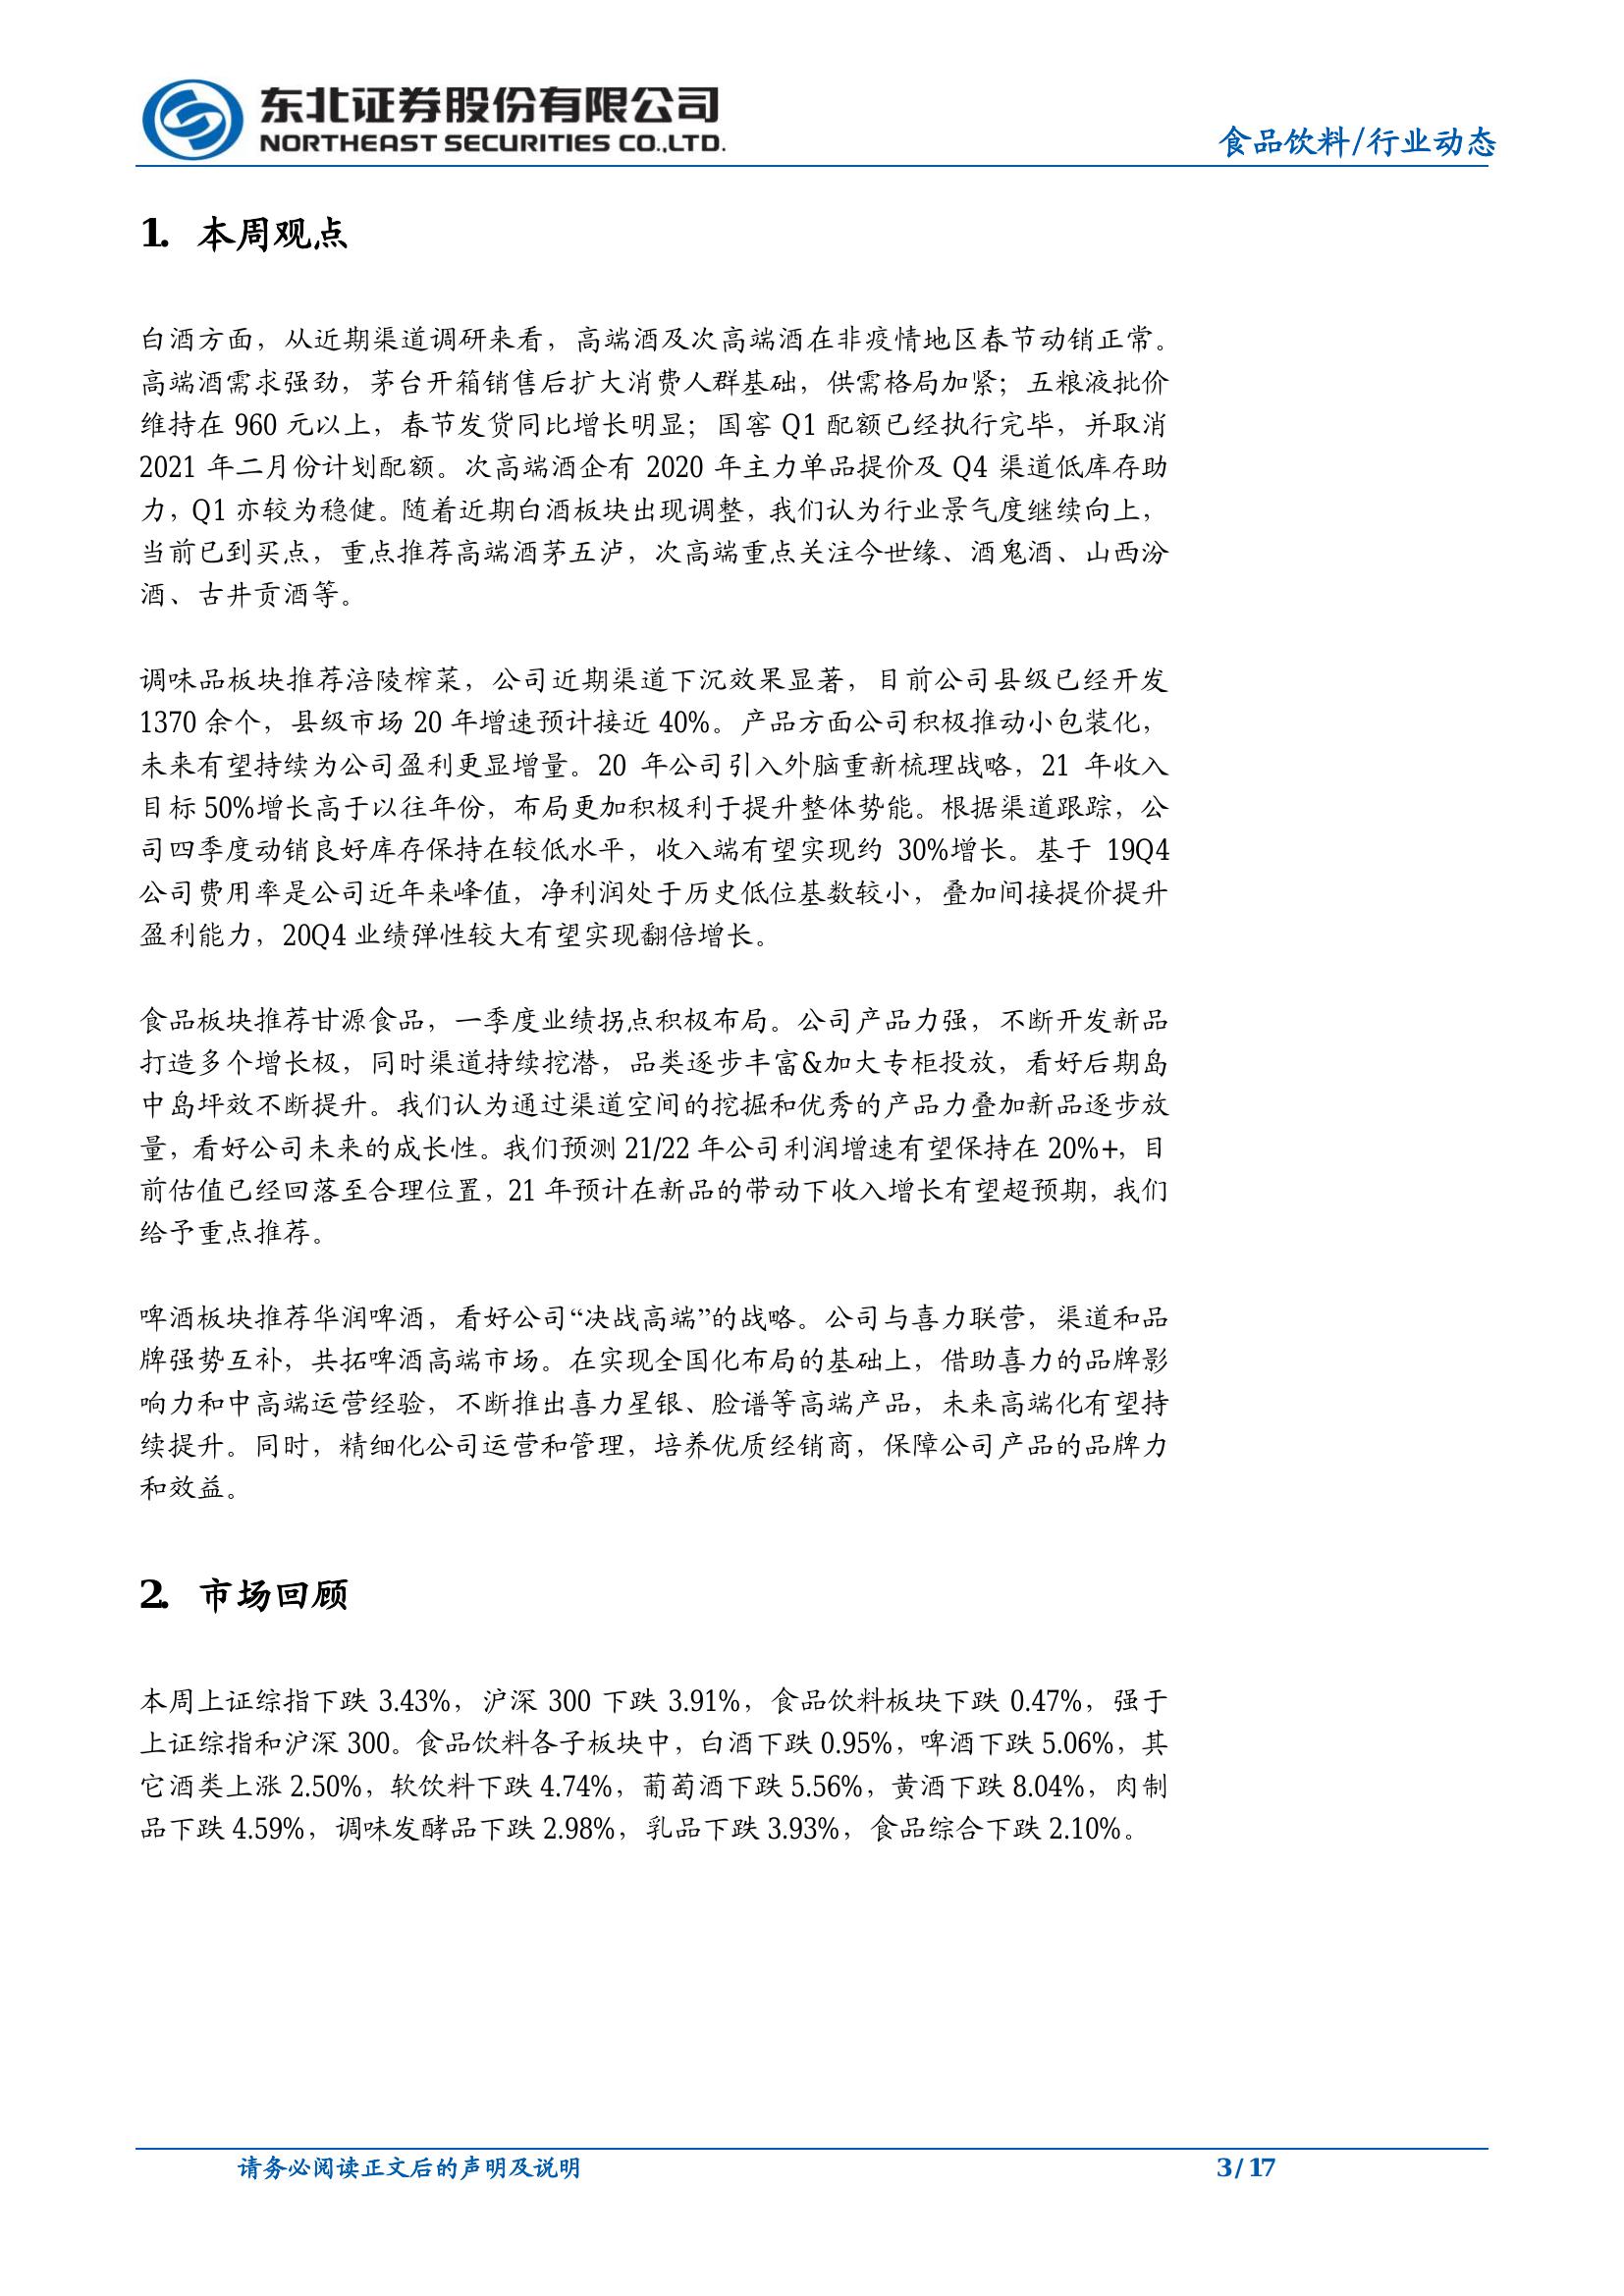 东北证券股份有限公司
NORTHEAST SECURITIES CO.,LTD.
食品饮料/行业动态
1. 本周观点
白酒方面，从近期渠道调研来看，高端酒及次高端酒在非疫情地区春节动销正常。
高端酒需求强劲，茅台开箱销售后扩大消费人群基础，供需格局加紧；五粮液批价
维持在 960 元以上，春节发货同比增长明显；国窖 Q1 配额已经执行完毕，并取消
2021 年二月份计划配额。次高端酒企有 2020 年主力单品提价及 Q4 渠道低库存助
力，Q1 亦较为稳健。随着近期白酒板块出现调整，我们认为行业景气度继续向上，
当前已到买点，重点推荐高端酒茅五泸，次高端重点关注今世缘、酒鬼酒、山西汾
酒、古井贡酒等。
调味品板块推荐涪陵榨菜，公司近期渠道下沉效果显著，目前公司县级已经开发
1370 余个，县级市场 20 年增速预计接近 40%。产品方面公司积极推动小包装化，
未来有望持续为公司盈利更显增量。20 年公司引入外脑重新梳理战略，21 年收入
目标 50%增长高于以往年份，布局更加积极利于提升整体势能。根据渠道跟踪，公
司四季度动销良好库存保持在较低水平，收入端有望实现约 30%增长。基于 19Q4
公司费用率是公司近年来峰值，净利润处于历史低位基数较小，叠加间接提价提升
盈利能力，20Q4 业绩弹性较大有望实现翻倍增长。
食品板块推荐甘源食品，一季度业绩拐点积极布局。公司产品力强，不断开发新品
打造多个增长极，同时渠道持续挖潜，品类逐步丰富&加大专柜投放，看好后期岛
中岛坪效不断提升。我们认为通过渠道空间的挖掘和优秀的产品力叠加新品逐步放
量，看好公司未来的成长性。我们预测 21/22 年公司利润增速有望保持在 20%+，目
前估值已经回落至合理位置，21 年预计在新品的带动下收入增长有望超预期，我们
给予重点推荐。
啤酒板块推荐华润啤酒，看好公司“决战高端”的战略。公司与喜力联营，渠道和品
牌强势互补，共拓啤酒高端市场。在实现全国化布局的基础上，借助喜力的品牌影
响力和中高端运营经验，不断推出喜力星银、脸谱等高端产品，未来高端化有望持
续提升。同时，精细化公司运营和管理，培养优质经销商，保障公司产品的品牌力
和效益。
2. 市场回顾
本周上证综指下跌 3.43%，沪深 300 下跌 3.91%，食品饮料板块下跌 0.47%，强于
上证综指和沪深 300。食品饮料各子板块中，白酒下跌 0.95%，啤酒下跌 5.06%，其
它酒类上涨 2.50%，软饮料下跌 4.74%，葡萄酒下跌 5.56%，黄酒下跌 8.04%，肉制
品下跌 4.59%，调味发酵品下跌 2.98%，乳品下跌 3.93%，食品综合下跌 2.10%。
请务必阅读正文后的声明及说明
3 / 17